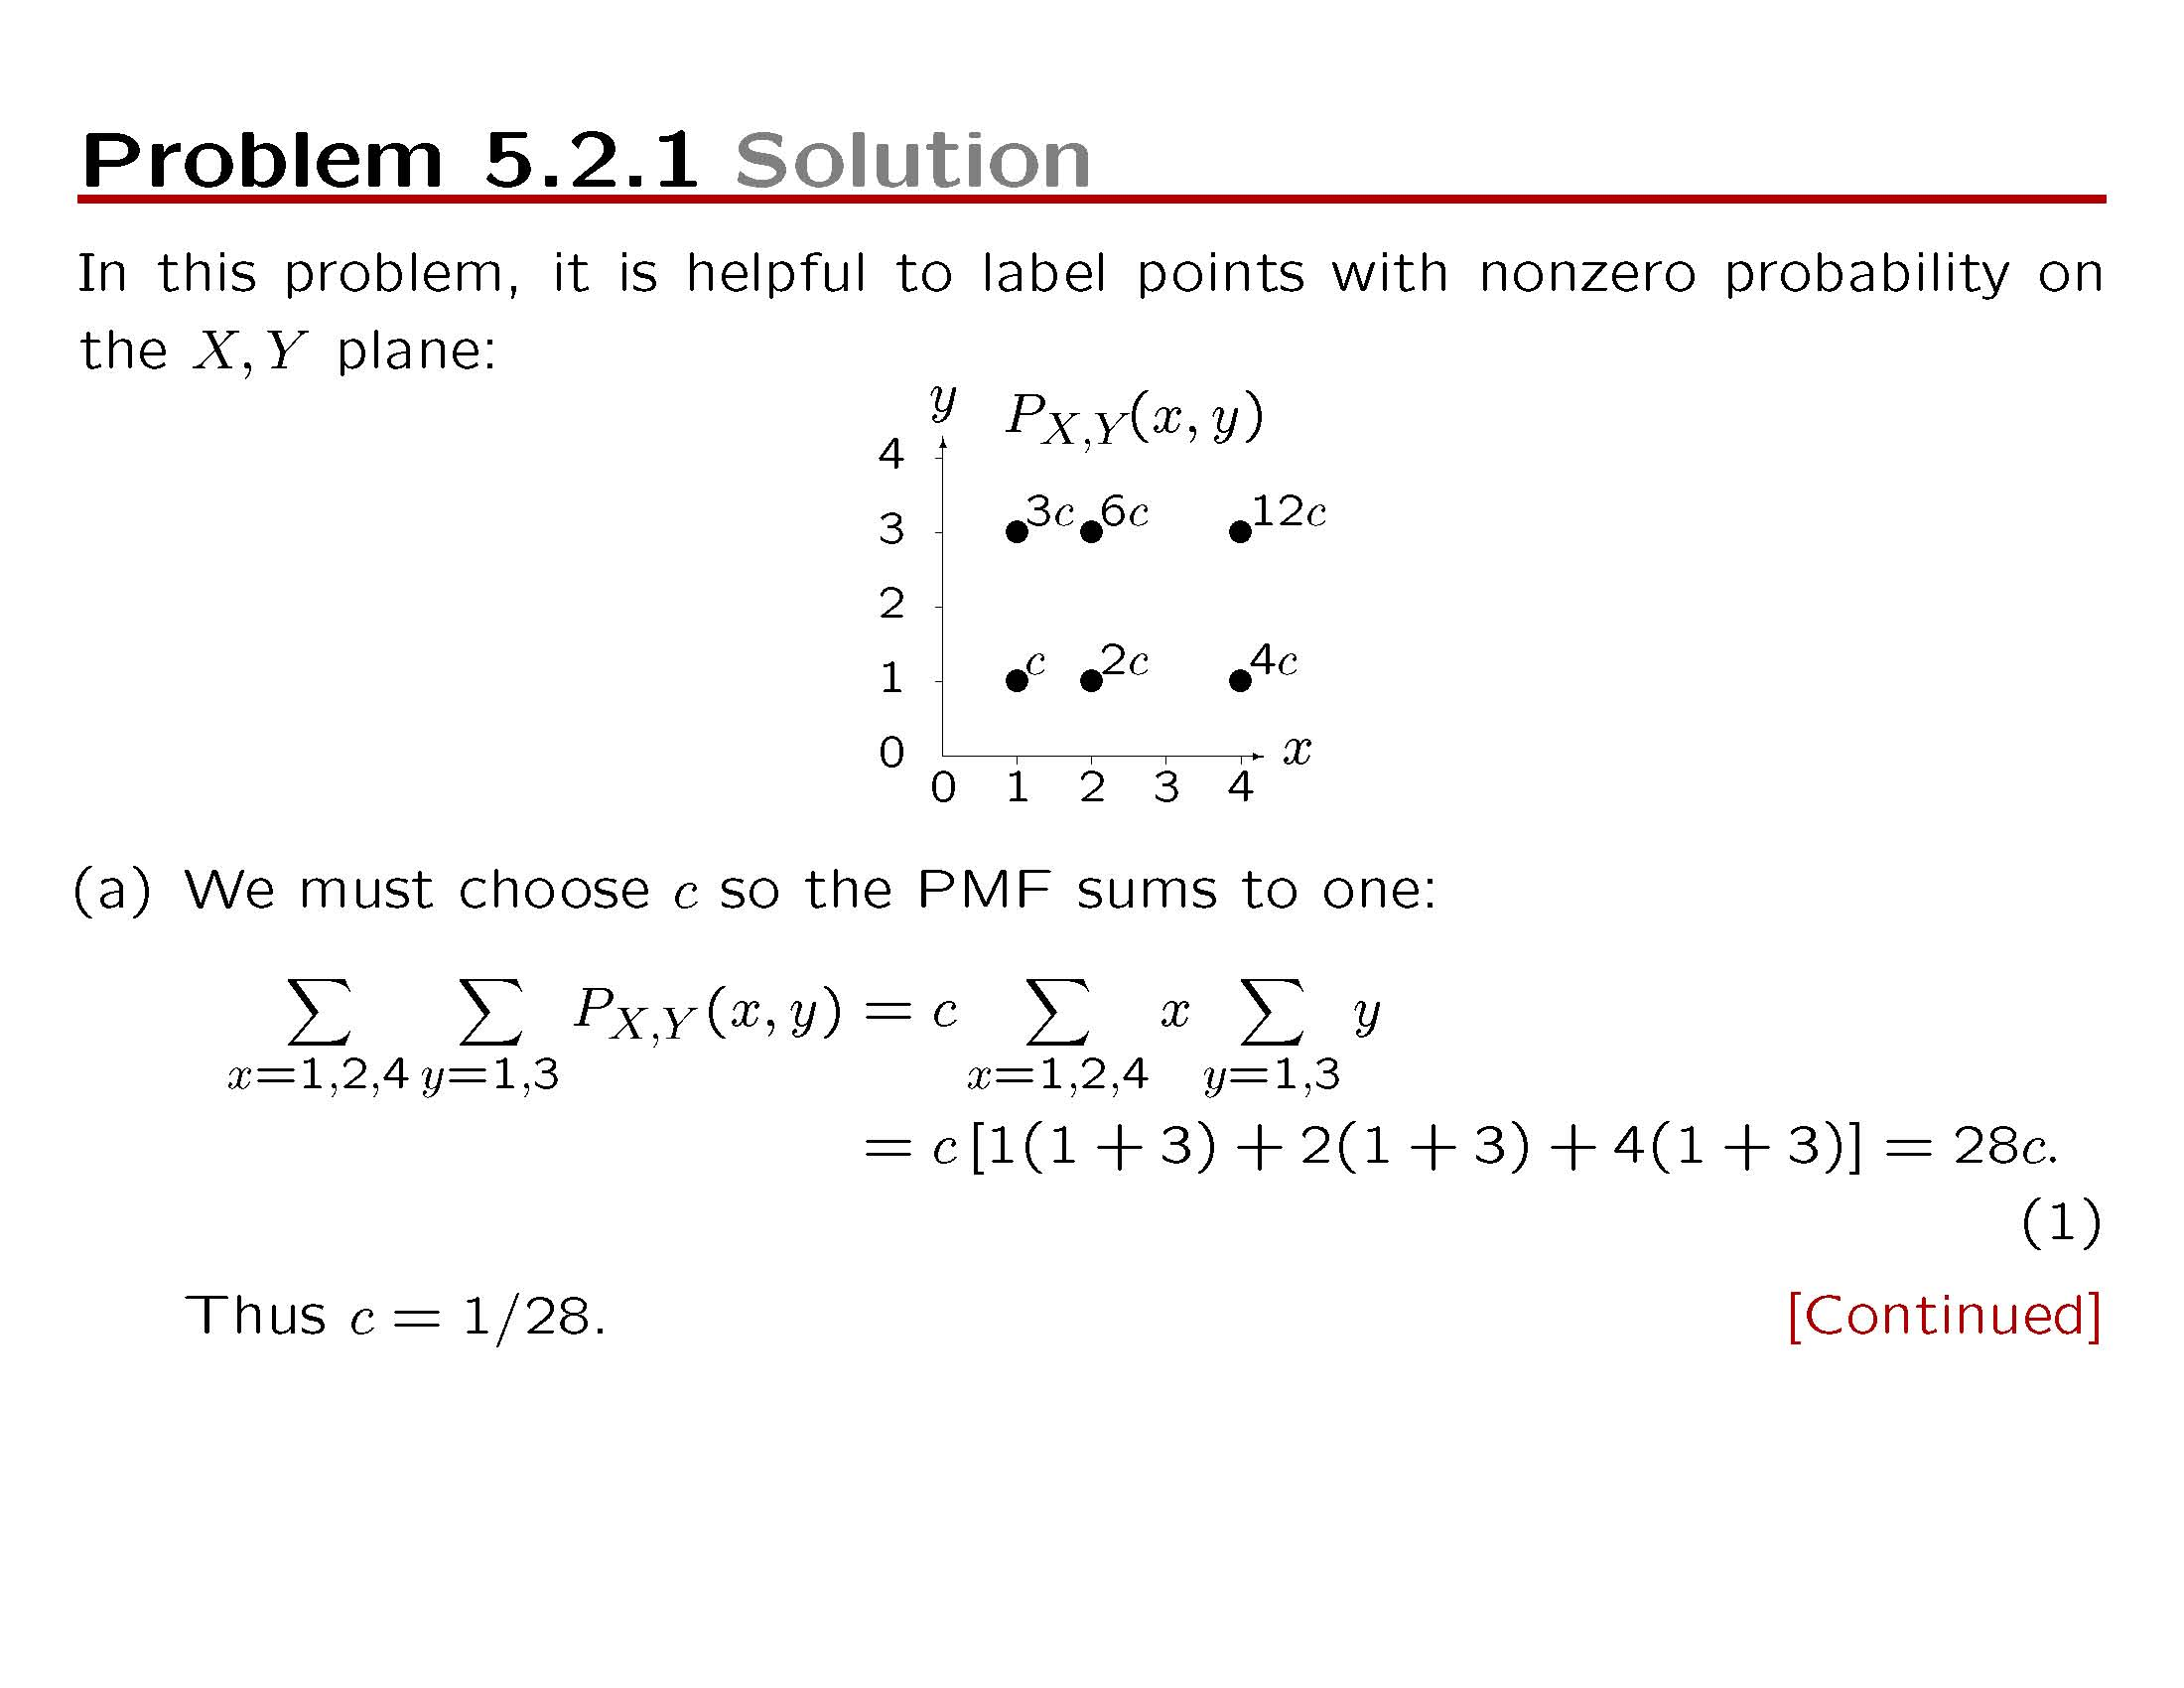 Problem 5.2.1 Solution
In this problem, it is helpful to label points with nonzero probability on
the X, Y plane:
y P_{X,Y}(x, y)
4
3c 6c 12c
3
2
c 2c 4c
1
0 x
0 1 2 3 4
(a) We must choose c so the PMF sums to one:
∑_{x=1,2,4} ∑_{y=1,3} P_{X,Y}(x, y) = c ∑_{x=1,2,4} x ∑_{y=1,3} y
= c [1(1 + 3) + 2(1 + 3) + 4(1 + 3)] = 28c.
(1)
Thus c = 1/28. [Continued]